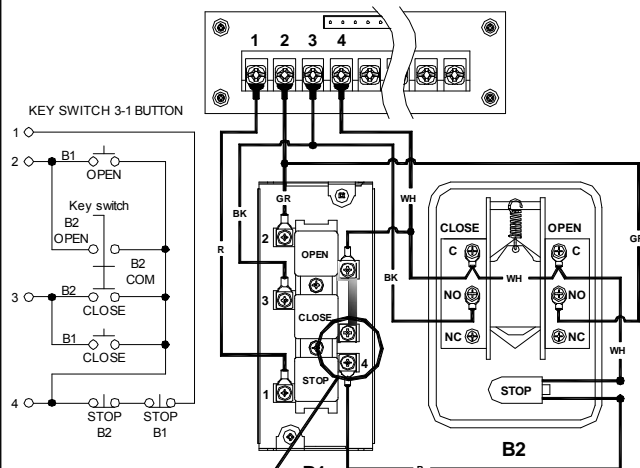 1 2 3 4
KEY SWITCH 3-1 BUTTON
1
2 B1
OPEN
Key switch
B2
OPEN
B2
COM
3 B2
CLOSE
B1
CLOSE
4
STOP STOP
B2 B1
R
BK
GR
WH
2
OPEN
3
CLOSE
4
1
STOP
BK
CLOSE OPEN
C C
WH
NO NO
NC NC
GR
WH
STOP
B2